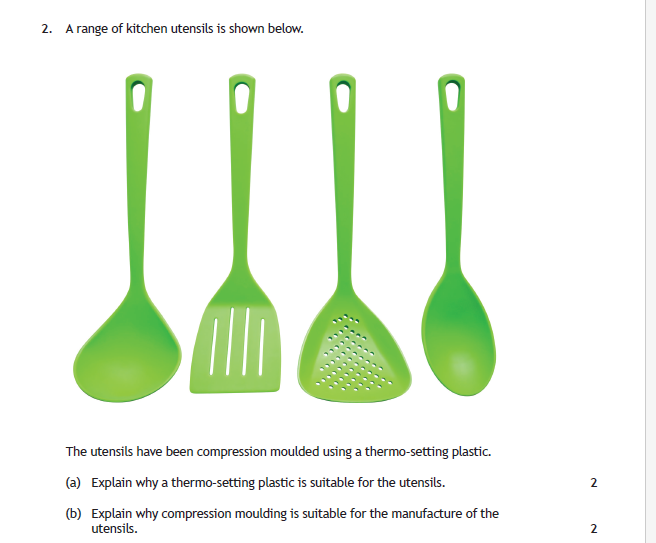 2. A range of kitchen utensils is shown below.
The utensils have been compression moulded using a thermo-setting plastic.
(a) Explain why a thermo-setting plastic is suitable for the utensils. 2
(b) Explain why compression moulding is suitable for the manufacture of the
utensils. 2